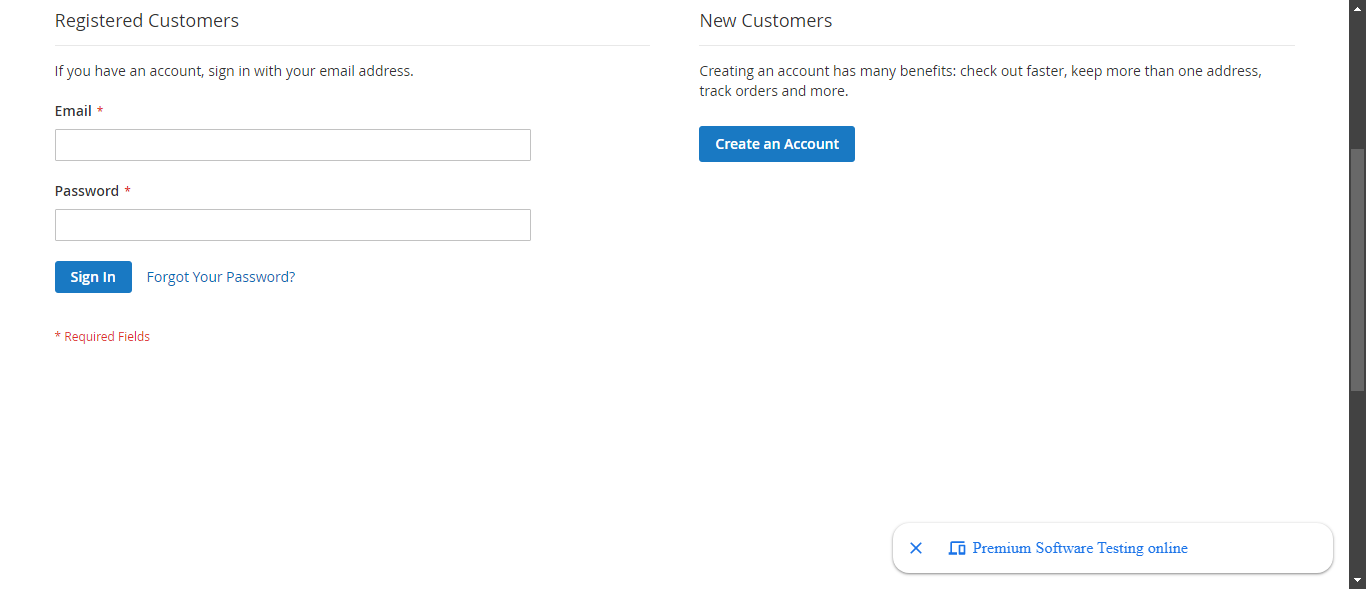 Registered Customers
If you have an account, sign in with your email address.
Email *
Password *
Sign In
Forgot Your Password?
* Required Fields
New Customers
Creating an account has many benefits: check out faster, keep more than one address,
track orders and more.
Create an Account
Premium Software Testing online